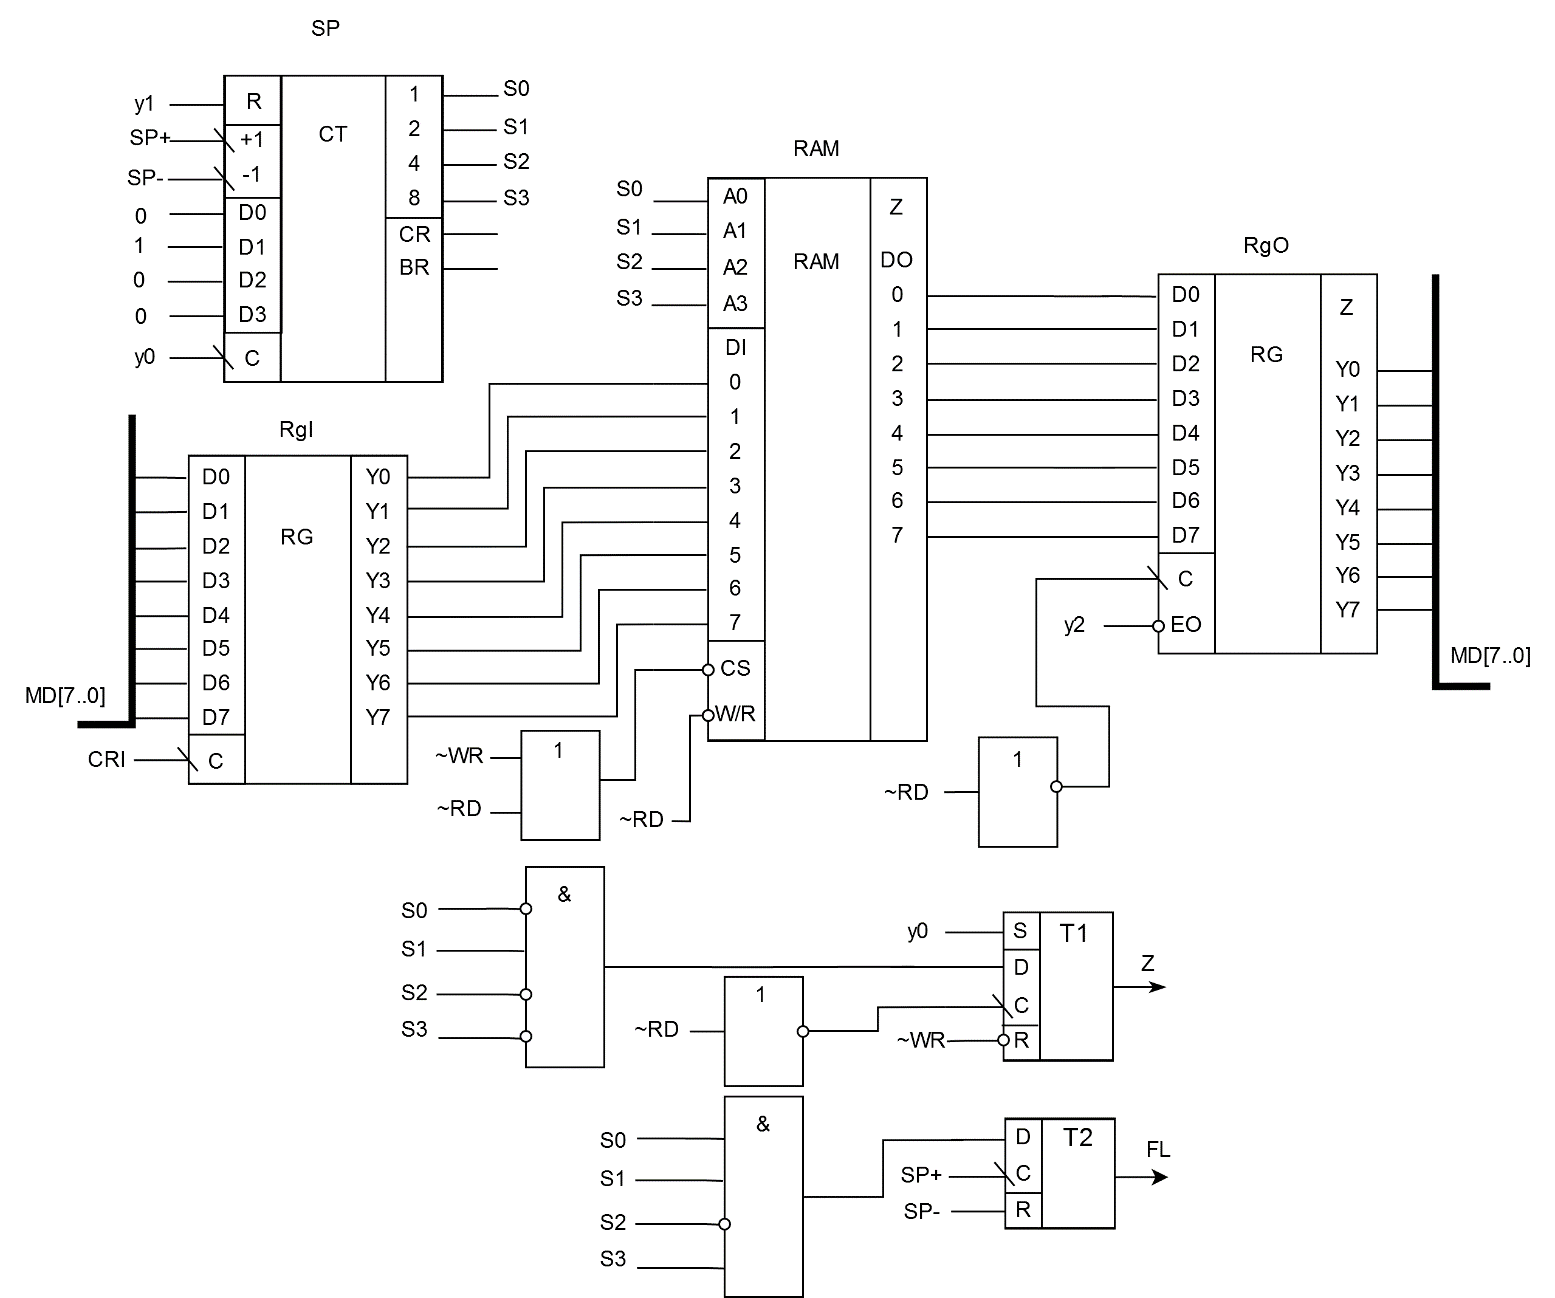 SP
y1 R CT 1 S0
SP+ +1 2 S1
SP- -1 4 S2
0 D0 8 S3
1 D1 CR
0 D2 BR
0 D3
y0 C
RAM
S0 A0 RAM Z
S1 A1
S2 A2 DO
S3 A3 0
DI 1
0 2
1 3
2 4
3 5
4 6
5 7
6
7
CS
W/R
RgI
D0 RG Y0
D1 Y1
D2 Y2
D3 Y3
D4 Y4
D5 Y5
D6 Y6
D7 Y7
MD[7..0]
CRI C
~WR 1
~RD
~RD
RgO
D0 RG Z
D1
D2 Y0
D3 Y1
D4 Y2
D5 Y3
D6 Y4
D7 Y5
C Y6
y2 EO Y7
MD[7..0]
~RD 1
S0 &
S1
S2
S3
~RD 1
y0 S T1
D Z
C
~WR R
S0 &
S1
S2
S3
D T2
SP+ C FL
SP- R